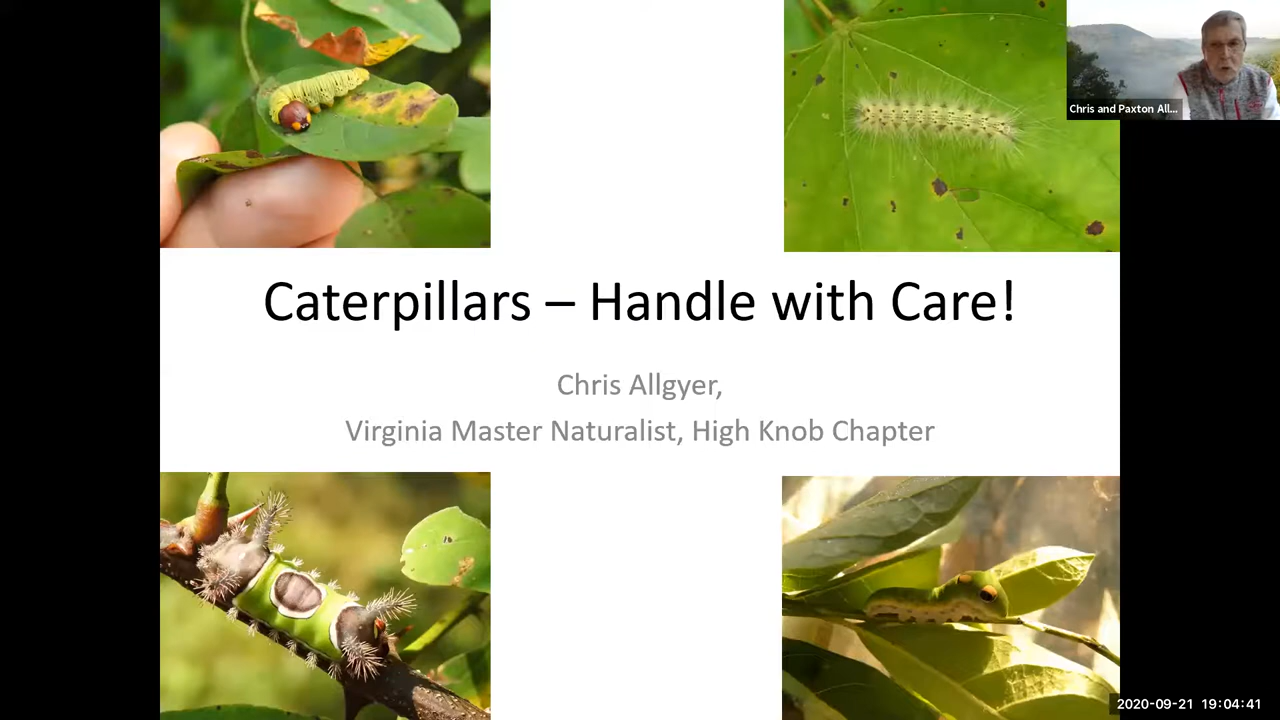 Chris and Paxton All...
Caterpillars – Handle with Care!
Chris Allgyer,
Virginia Master Naturalist, High Knob Chapter
2020-09-21 19:04:41